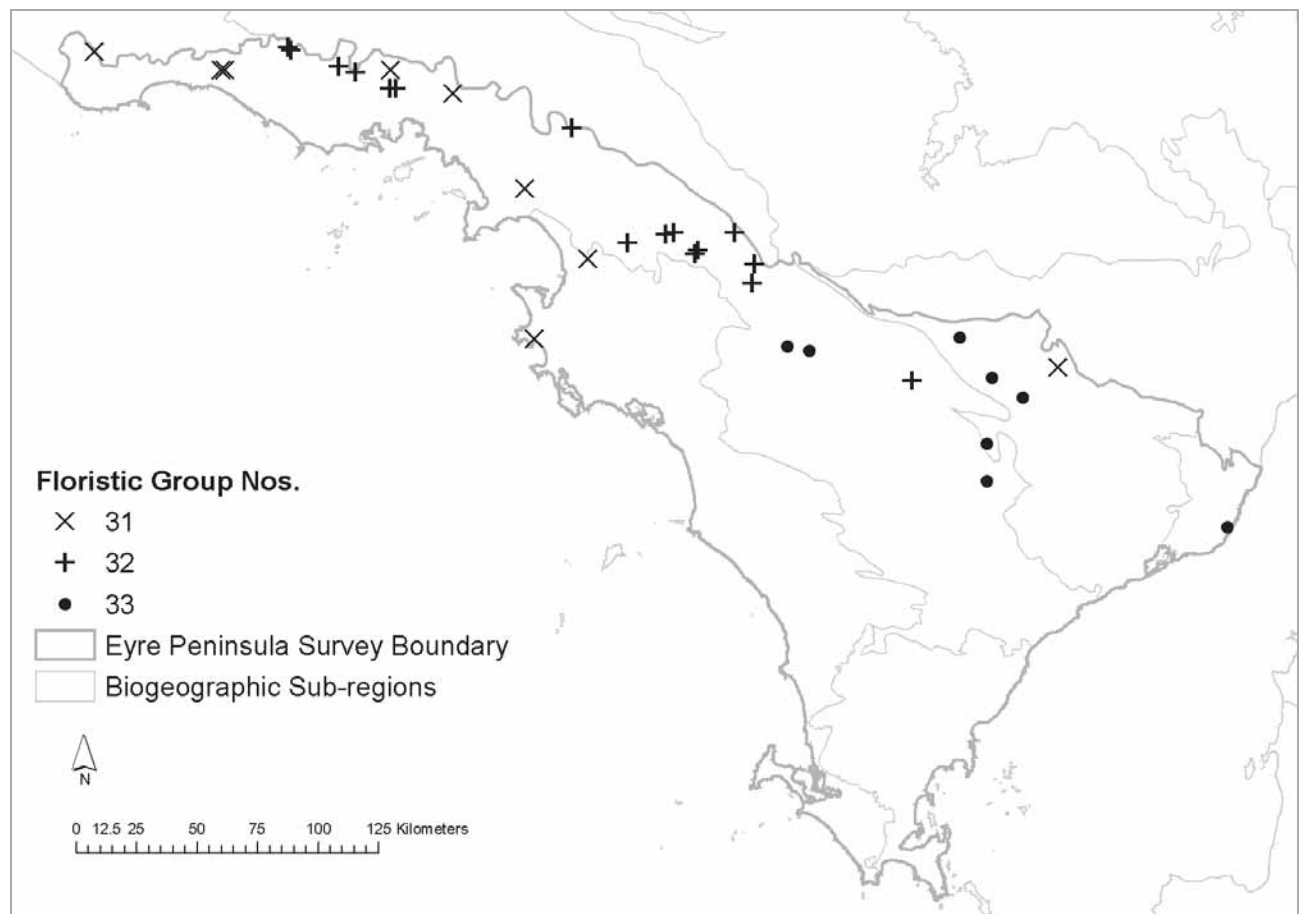 Floristic Group Nos.
31
32
33
Eyre Peninsula Survey Boundary
Biogeographic Sub-regions
N
0 12.5 25 50 75 100 125 Kilometers